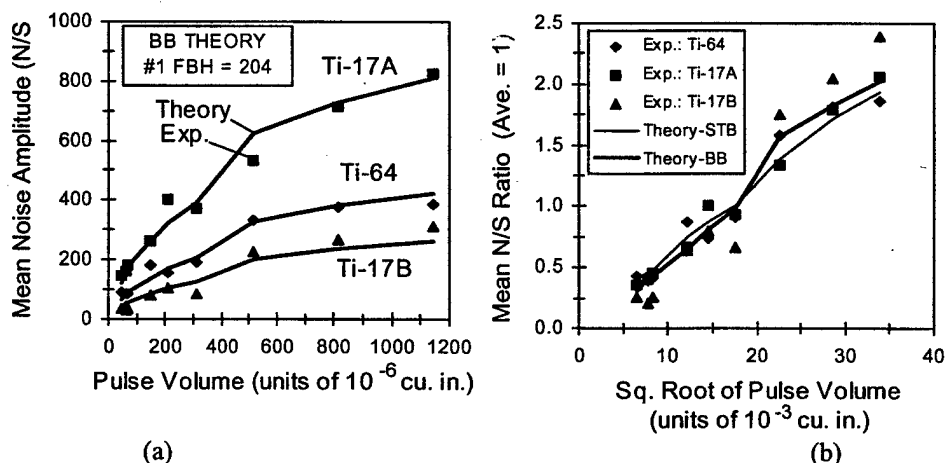 BB THEORY
#1 FBH = 204
Ti-17A
Theory
Exp.
Ti-64
Ti-17B
Mean Noise Amplitude (N/S)
1000
800
600
400
200
0
0 200 400 600 800 1000 1200
Pulse Volume (units of 10 -6 cu. in.)
(a)
Exp.: Ti-64
Exp.: Ti-17A
Exp.: Ti-17B
Theory-STB
Theory-BB
Mean N/S Ratio (Ave. = 1)
2.5
2.0
1.5
1.0
0.5
0.0
0 10 20 30 40
Sq. Root of Pulse Volume
(units of 10 -3 cu. in.)
(b)